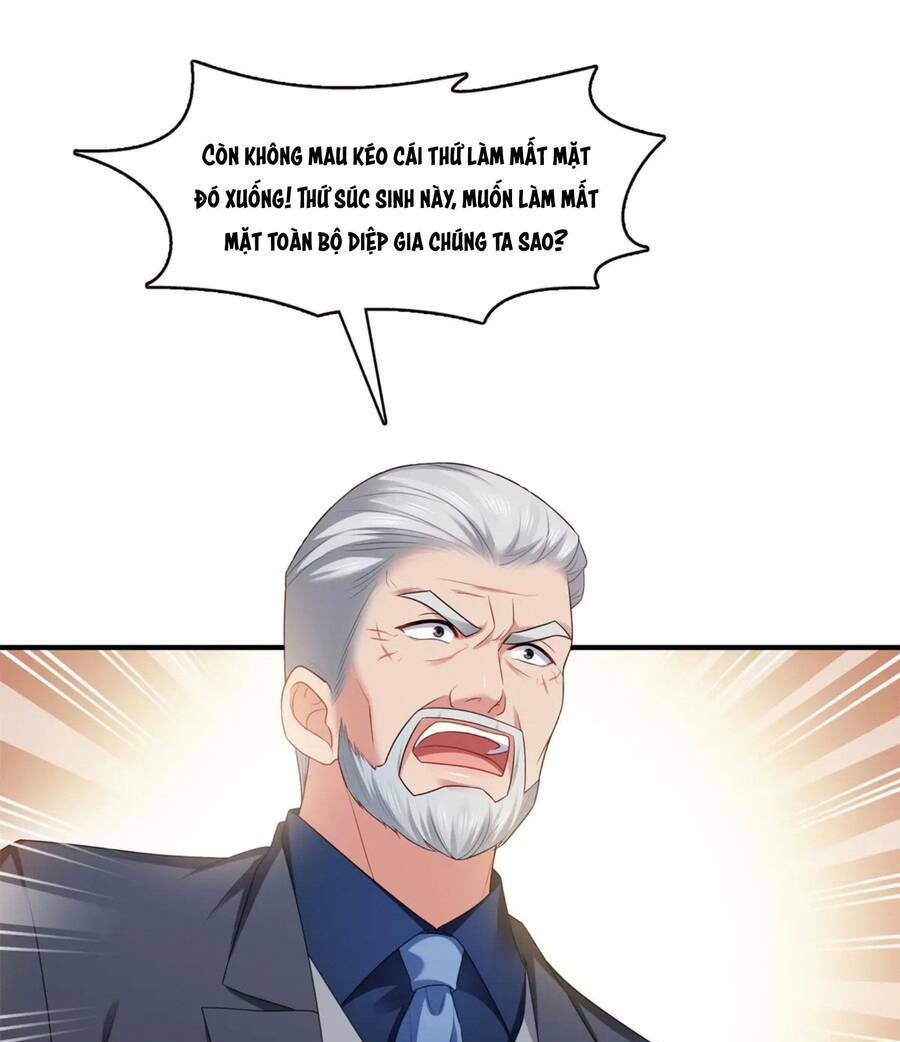 CÒN KHÔNG MAU KÉO CÁI THỨ LÀM MẤT MẶT
ĐÓ XUỐNG! THỨ SÚC SINH NÀY, MUỐN LÀM MẤT
MẶT TOÀN BỘ DIỆP GIA CHÚNG TA SAO?